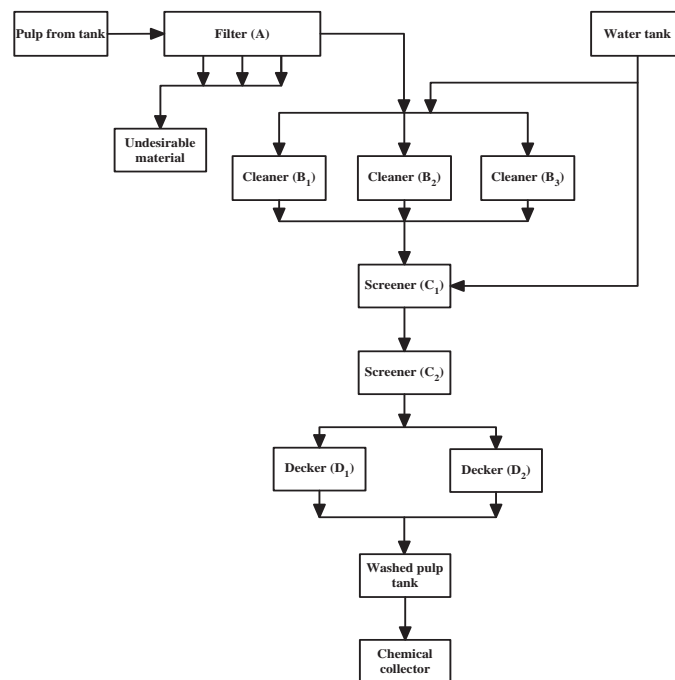 Pulp from tank
Filter (A)
Water tank
Undesirable
material
Cleaner (B₁)
Cleaner (B₂)
Cleaner (B₃)
Screener (C₁)
Screener (C₂)
Decker (D₁)
Decker (D₂)
Washed pulp
tank
Chemical
collector